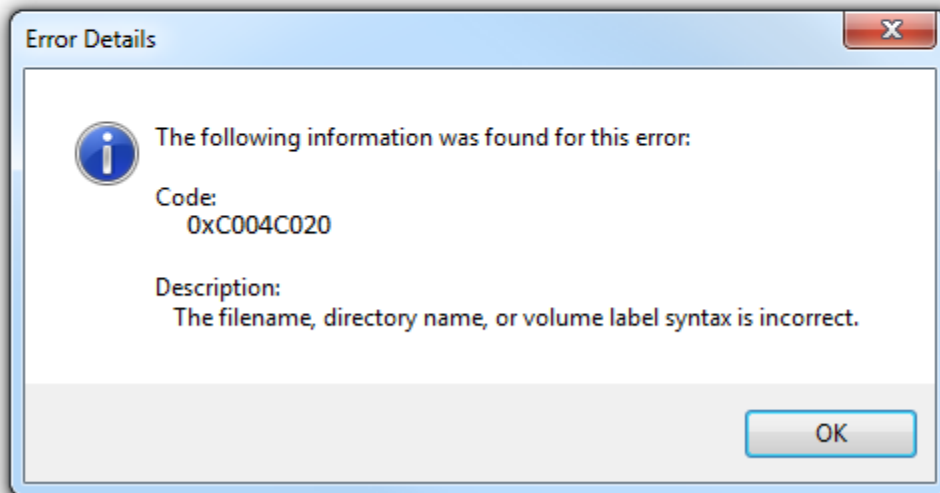 Error Details
The following information was found for this error:
Code:
0xC004C020
Description:
The filename, directory name, or volume label syntax is incorrect.
OK